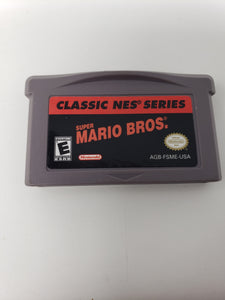 CLASSIC NES® SERIES
SUPER
MARIO BROS.
E
Nintendo
AGB-FSME-USA